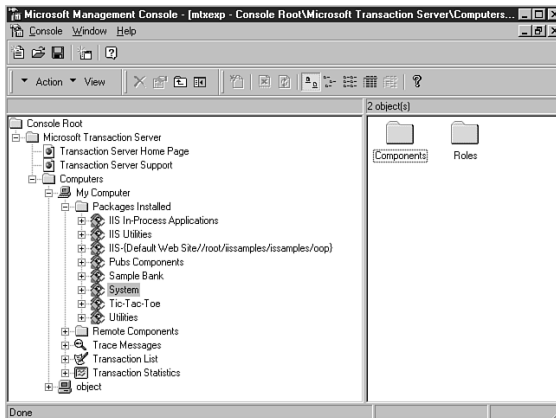 Microsoft Management Console - [mtxexp - Console Root\Microsoft Transaction Server\Computers...
Console Window Help
Action View
2 object(s)
Console Root
Microsoft Transaction Server
Transaction Server Home Page
Transaction Server Support
Computers
My Computer
Packages Installed
IIS In-Process Applications
IIS Utilities
IIS-{Default Web Site//root/iissamples/issamples/oop}
Pubs Components
Sample Bank
System
Tic-Tac-Toe
Utilities
Remote Components
Trace Messages
Transaction List
Transaction Statistics
object
Components Roles
Done